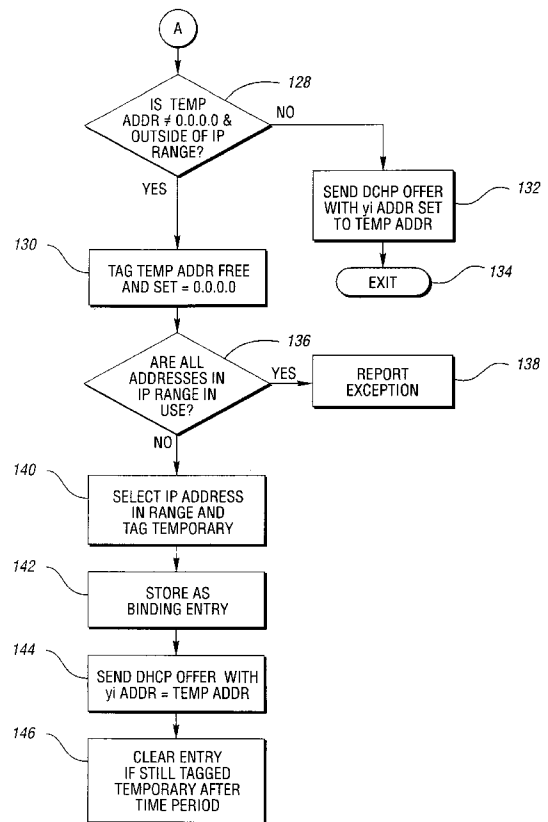 A
128
IS TEMP
ADDR ≠ 0.0.0.0 &
OUTSIDE OF IP
RANGE?
NO
YES
132
SEND DCHP OFFER
WITH yi ADDR SET
TO TEMP ADDR
130
TAG TEMP ADDR FREE
AND SET = 0.0.0.0
134
EXIT
136
ARE ALL
ADDRESSES IN
IP RANGE IN
USE?
YES
NO
138
REPORT
EXCEPTION
140
SELECT IP ADDRESS
IN RANGE AND
TAG TEMPORARY
142
STORE AS
BINDING ENTRY
144
SEND DHCP OFFER WITH
yi ADDR = TEMP ADDR
146
CLEAR ENTRY
IF STILL TAGGED
TEMPORARY AFTER
TIME PERIOD